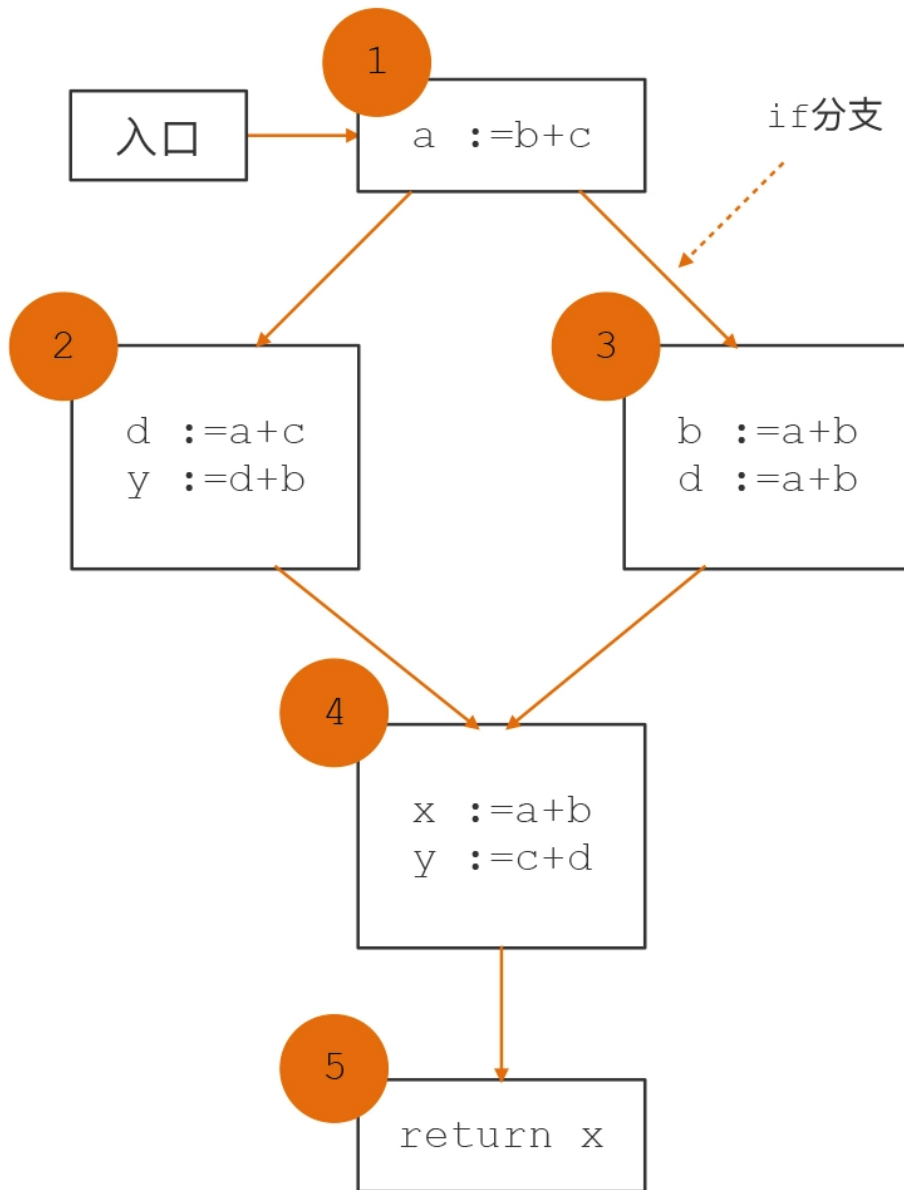 1
入口
a :=b+c
if分支
2
3
d :=a+c
y :=d+b
b :=a+b
d :=a+b
4
x :=a+b
y :=c+d
5
return x